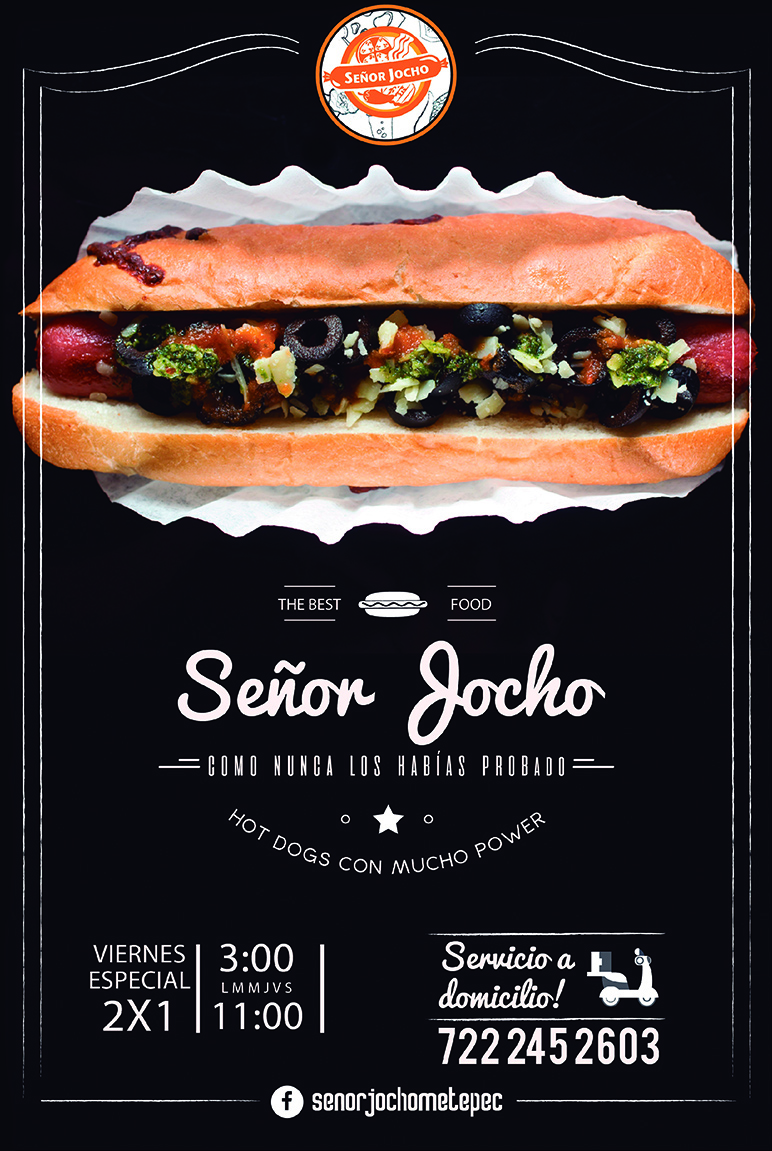 SEÑOR JOCHO
THE BEST FOOD
Señor Jocho
COMO NUNCA LOS HABÍAS PROBADO
HOT DOGS CON MUCHO POWER
VIERNES
ESPECIAL
2X1
3:00
LMMJVS
11:00
Servicio a
domicilio!
722 245 2603
senorjochometepec